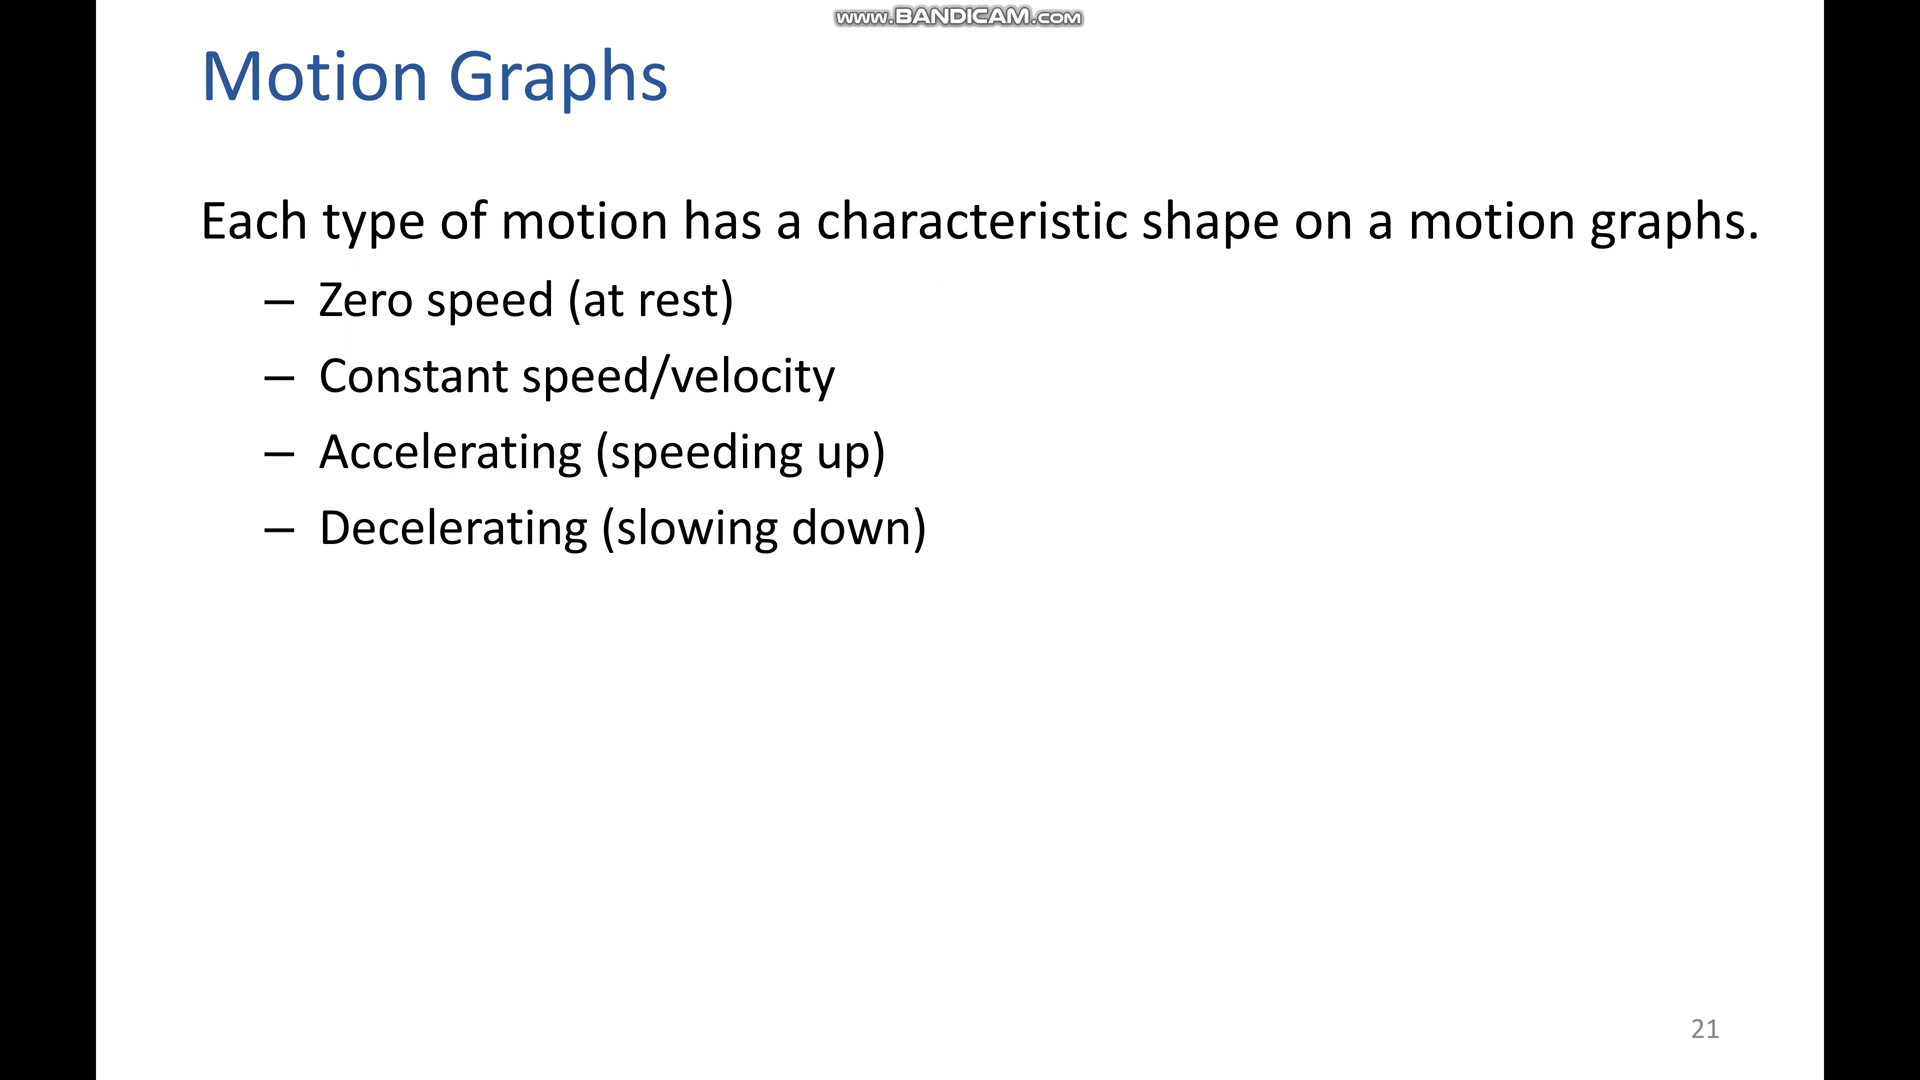 www.BANDICAM.com
Motion Graphs
Each type of motion has a characteristic shape on a motion graphs.
– Zero speed (at rest)
– Constant speed/velocity
– Accelerating (speeding up)
– Decelerating (slowing down)
21